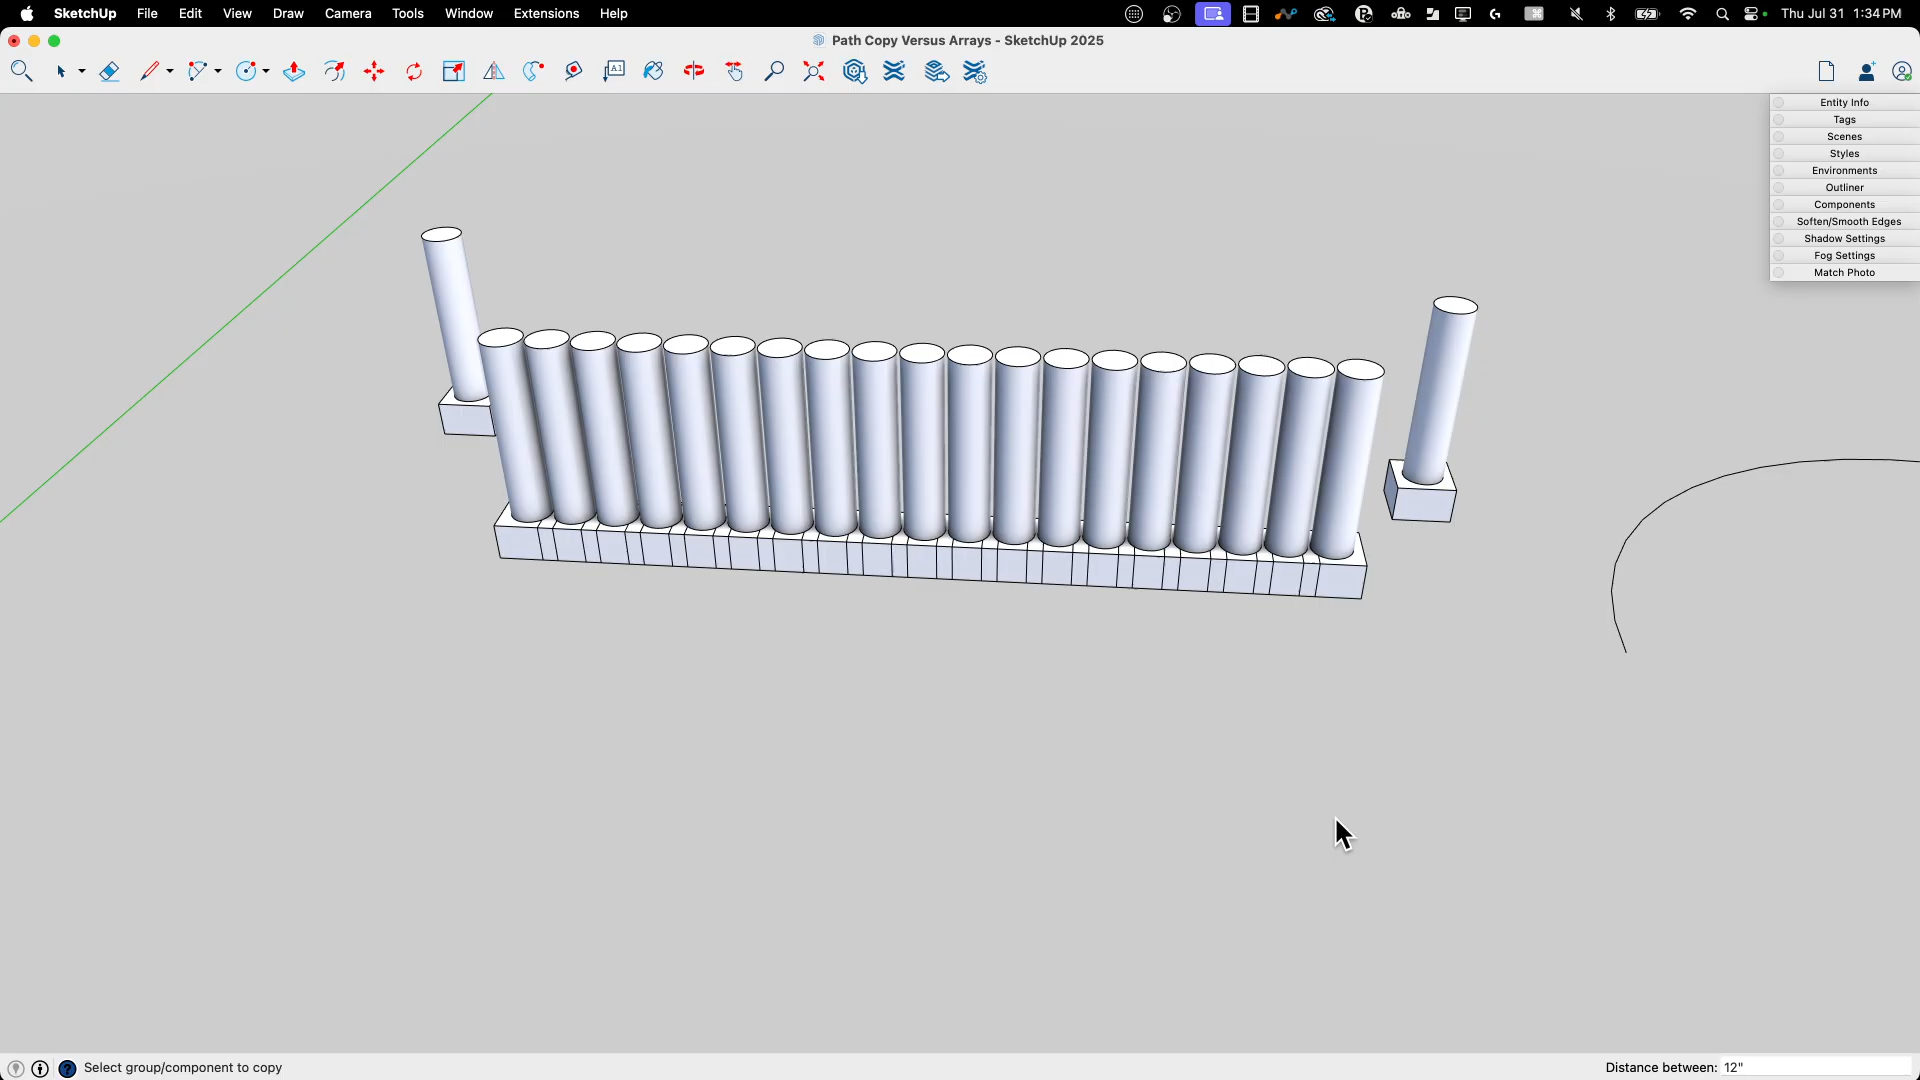 SketchUp File Edit View Draw Camera Tools Window Extensions Help Thu Jul 31 1:34 PM
Path Copy Versus Arrays - SketchUp 2025
A1
Entity Info
Tags
Scenes
Styles
Environments
Outliner
Components
Soften/Smooth Edges
Shadow Settings
Fog Settings
Match Photo
Select group/component to copy
Distance between: 12"